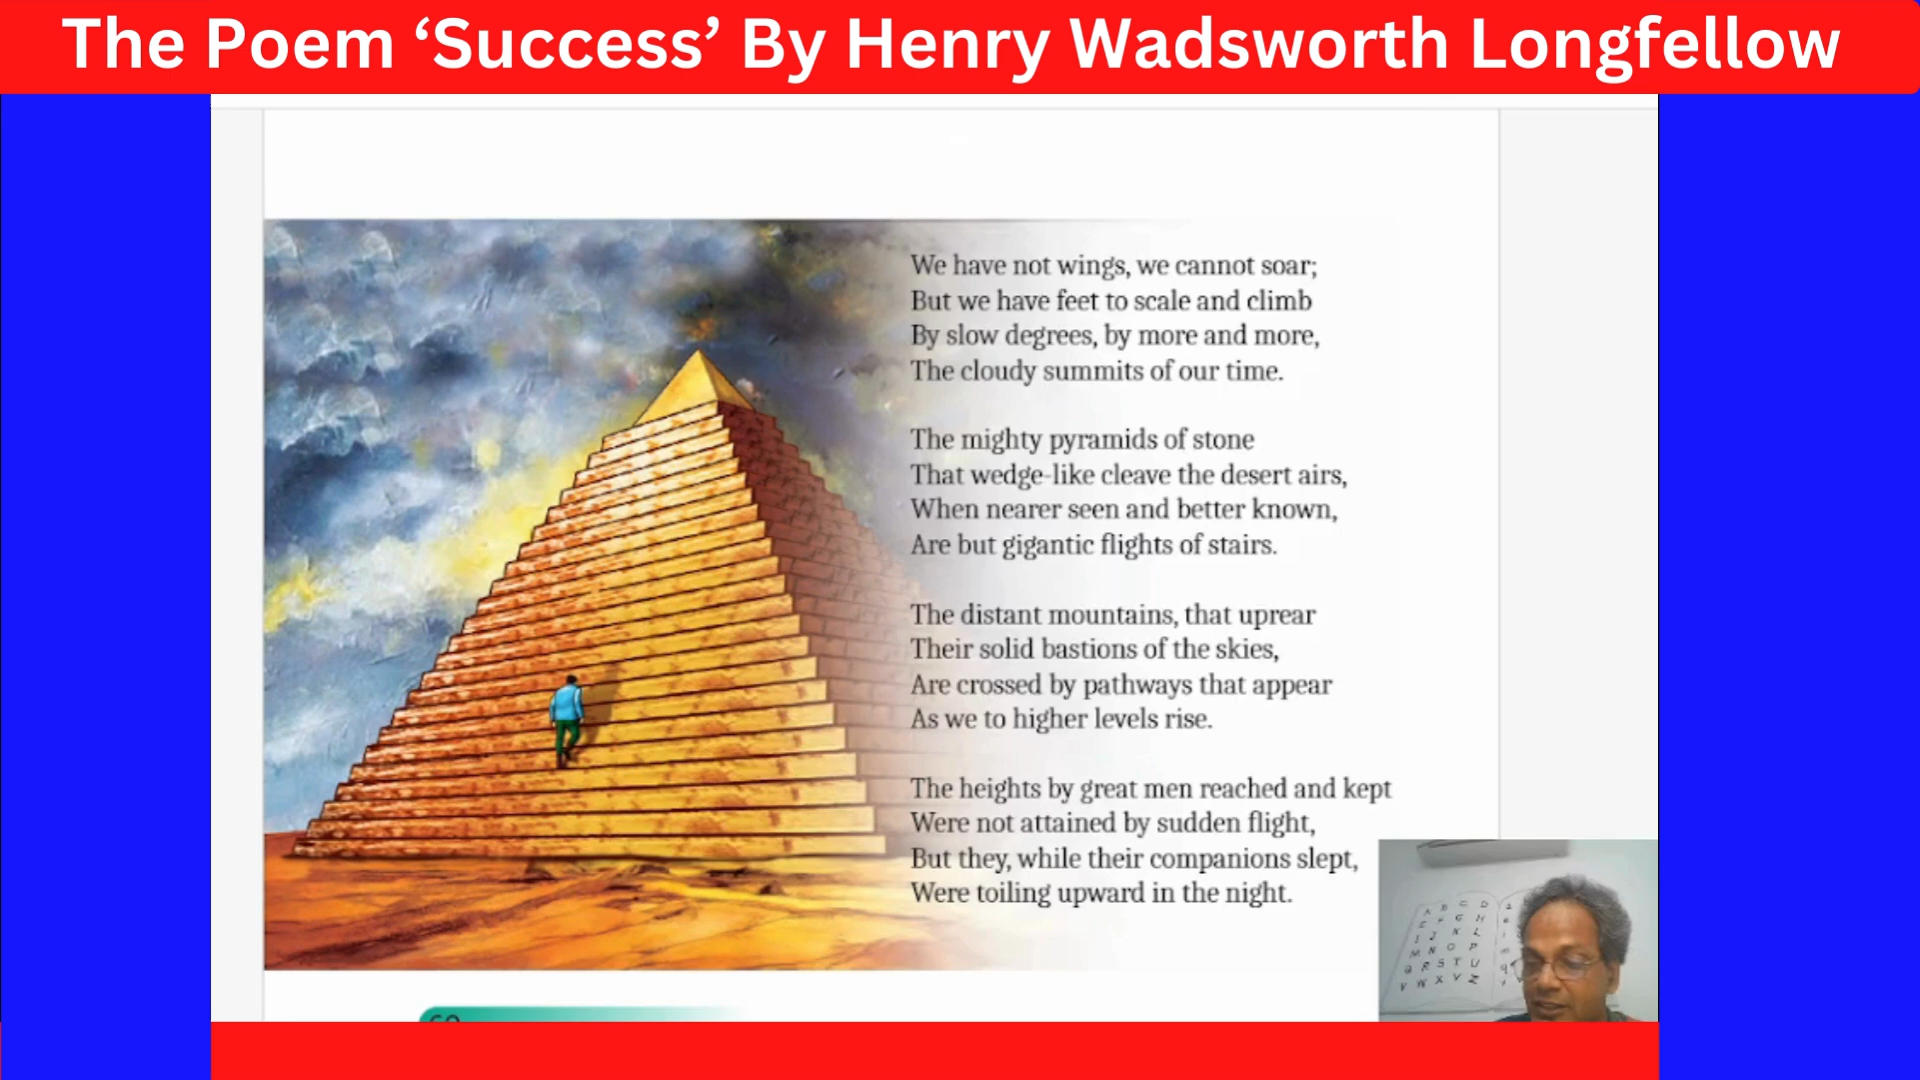 The Poem ‘Success’ By Henry Wadsworth Longfellow
We have not wings, we cannot soar;
But we have feet to scale and climb
By slow degrees, by more and more,
The cloudy summits of our time.
The mighty pyramids of stone
That wedge-like cleave the desert airs,
When nearer seen and better known,
Are but gigantic flights of stairs.
The distant mountains, that uprear
Their solid bastions of the skies,
Are crossed by pathways that appear
As we to higher levels rise.
The heights by great men reached and kept
Were not attained by sudden flight,
But they, while their companions slept,
Were toiling upward in the night.
A B C D
G H
I J K L
M N O P
Q R S T U
V W X Y Z